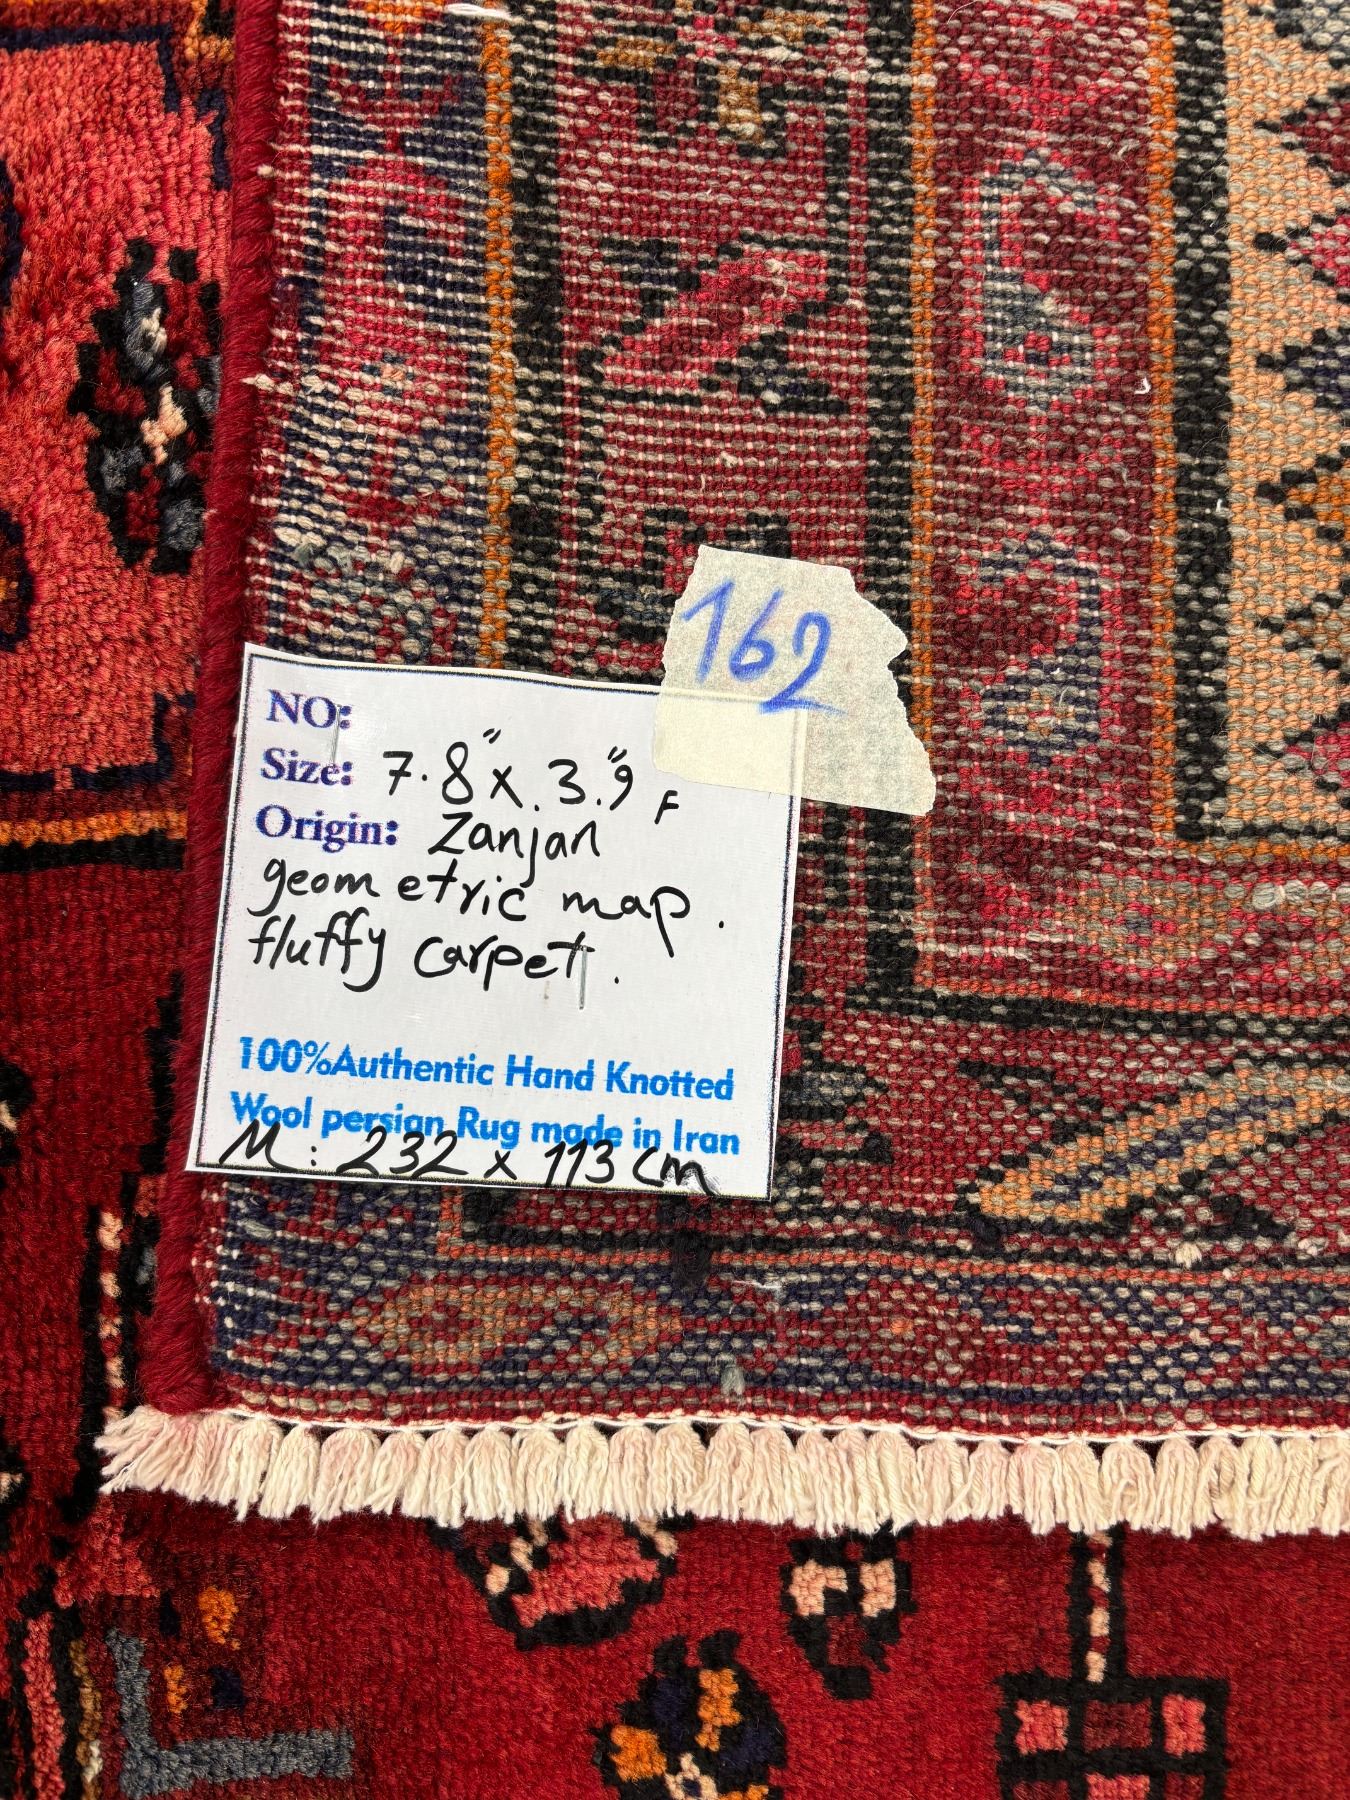 162
NO:
Size: 7.8" x. 3."9 F
Origin: Zanjan
geometric map.
fluffy carpet.
100%Authentic Hand Knotted
Wool persian Rug made in Iran
M: 232 x 113 cm